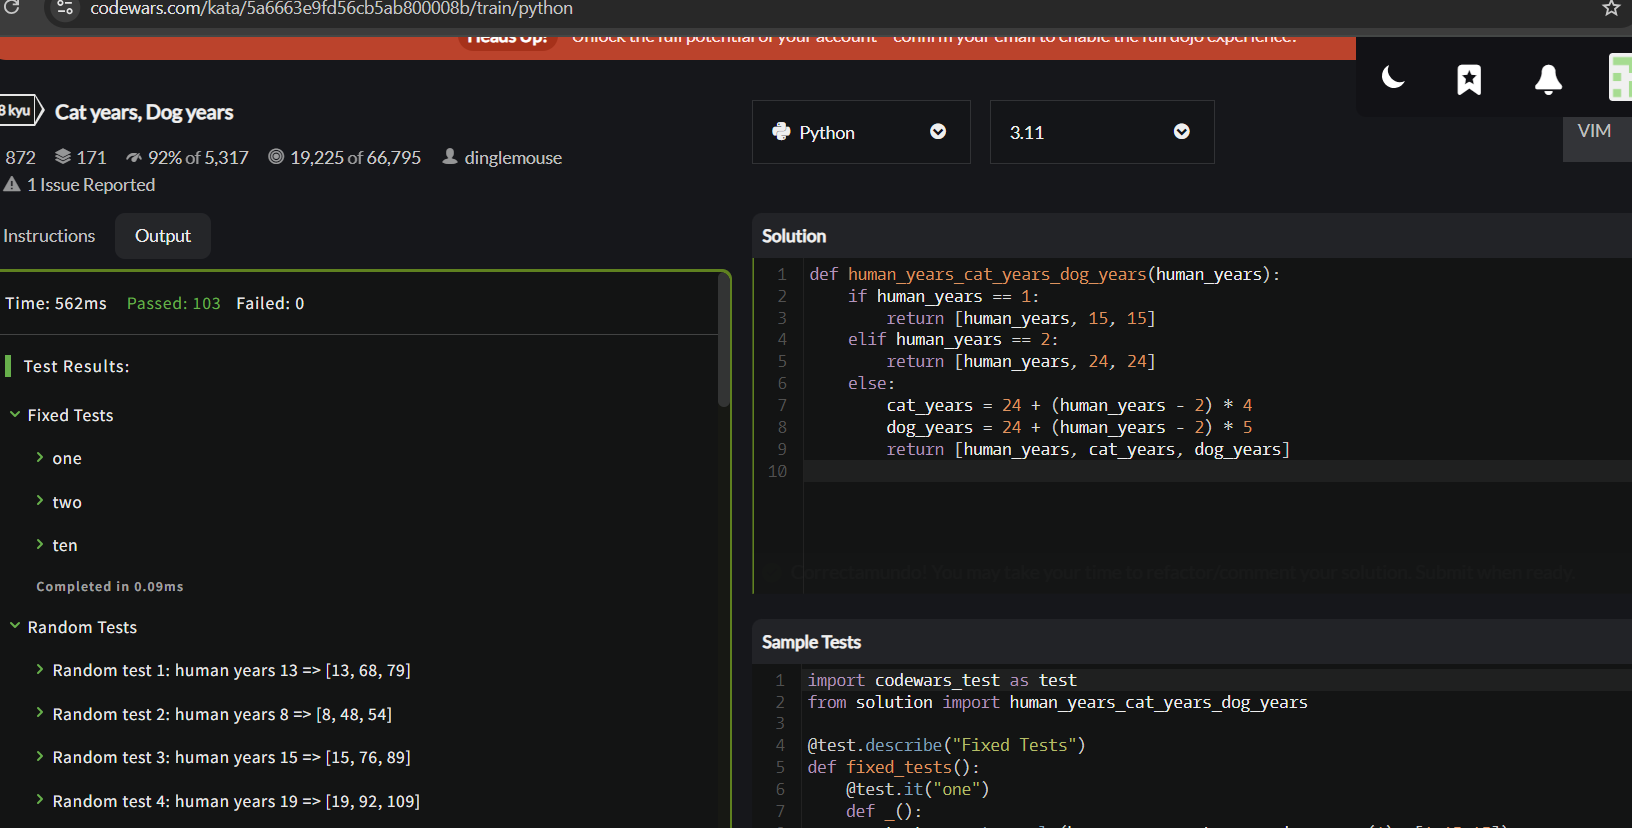 codewars.com/kata/5a6663e9fd56cb5ab800008b/train/python
Heads Up! Unlock the full potential of your account - confirm your email to enable the full dojo experience.
8 kyu Cat years, Dog years
872 171 92% of 5,317 19,225 of 66,795 dinglemouse
1 Issue Reported
Python
3.11
VIM
Instructions Output
Time: 562ms Passed: 103 Failed: 0
Test Results:
Fixed Tests
one
two
ten
Completed in 0.09ms
Random Tests
Random test 1: human years 13 => [13, 68, 79]
Random test 2: human years 8 => [8, 48, 54]
Random test 3: human years 15 => [15, 76, 89]
Random test 4: human years 19 => [19, 92, 109]
Solution
1 def human_years_cat_years_dog_years(human_years):
2 if human_years == 1:
3 return [human_years, 15, 15]
4 elif human_years == 2:
5 return [human_years, 24, 24]
6 else:
7 cat_years = 24 + (human_years - 2) * 4
8 dog_years = 24 + (human_years - 2) * 5
9 return [human_years, cat_years, dog_years]
10
Correctamundo! You may take your time to refactor/comment your solution. Submit when ready.
Sample Tests
1 import codewars_test as test
2 from solution import human_years_cat_years_dog_years
3
4 @test.describe("Fixed Tests")
5 def fixed_tests():
6 @test.it("one")
7 def _():